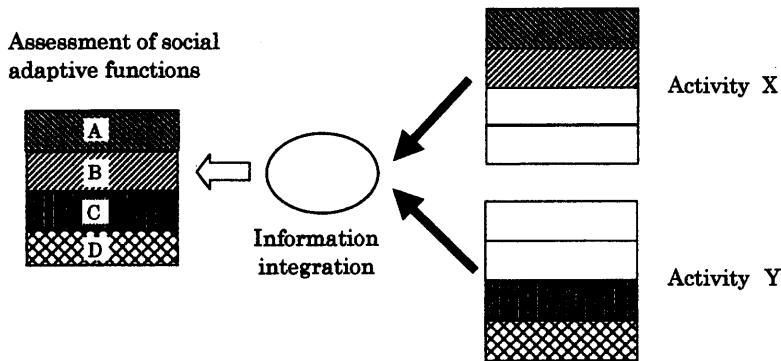 Assessment of social
adaptive functions
A
B
C
D
Information
integration
Activity X
Activity Y